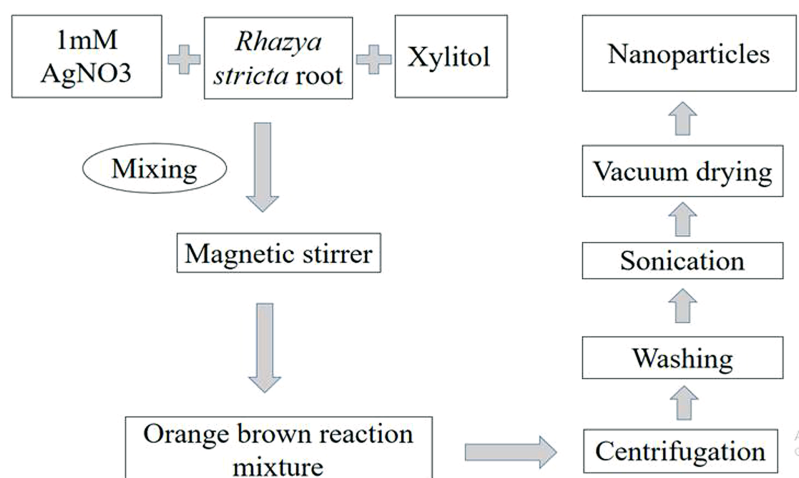 1mM
AgNO3
Rhazya
stricta root
Xylitol
Mixing
Magnetic stirrer
Orange brown reaction
mixture
Centrifugation
Washing
Sonication
Vacuum drying
Nanoparticles